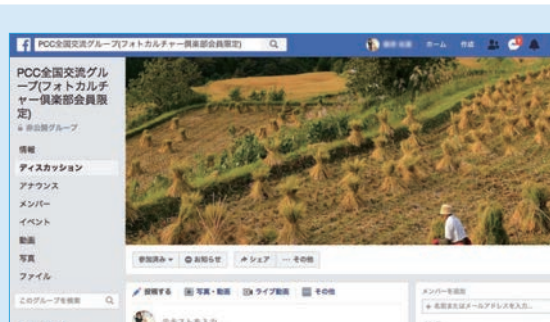 PCC全国交流グループ(フォトカルチャー倶楽部会員限定)
ホーム 作成
PCC全国交流グル
ープ(フォトカルチ
ャー倶楽部会員限
定)
非公開グループ
情報
ディスカッション
アナウンス
メンバー
イベント
動画
写真
ファイル
このグループを検索
参加済み お知らせ シェア ... その他
投稿する 写真・動画 ライブ動画 その他
メンバーを追加
+ 名前またはメールアドレスを入力...